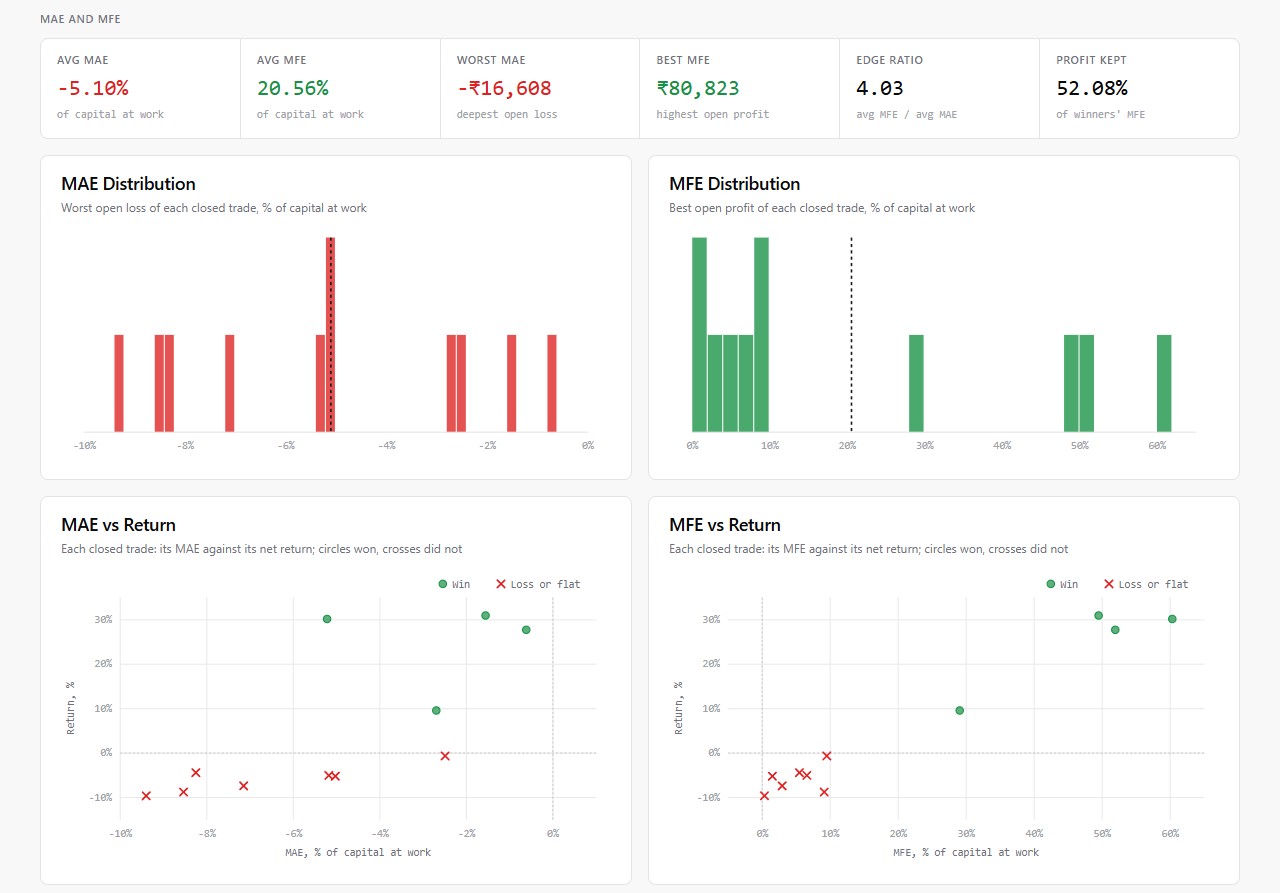 MAE AND MFE
AVG MAE
-5.10%
of capital at work
AVG MFE
20.56%
of capital at work
WORST MAE
-₹16,608
deepest open loss
BEST MFE
₹80,823
highest open profit
EDGE RATIO
4.03
avg MFE / avg MAE
PROFIT KEPT
52.08%
of winners' MFE
MAE Distribution
Worst open loss of each closed trade, % of capital at work
-10% -8% -6% -4% -2% 0%
MFE Distribution
Best open profit of each closed trade, % of capital at work
0% 10% 20% 30% 40% 50% 60%
MAE vs Return
Each closed trade: its MAE against its net return; circles won, crosses did not
Win Loss or flat
30%
20%
10%
0%
-10%
Return, %
-10% -8% -6% -4% -2% 0%
MAE, % of capital at work
MFE vs Return
Each closed trade: its MFE against its net return; circles won, crosses did not
Win Loss or flat
30%
20%
10%
0%
-10%
Return, %
0% 10% 20% 30% 40% 50% 60%
MFE, % of capital at work